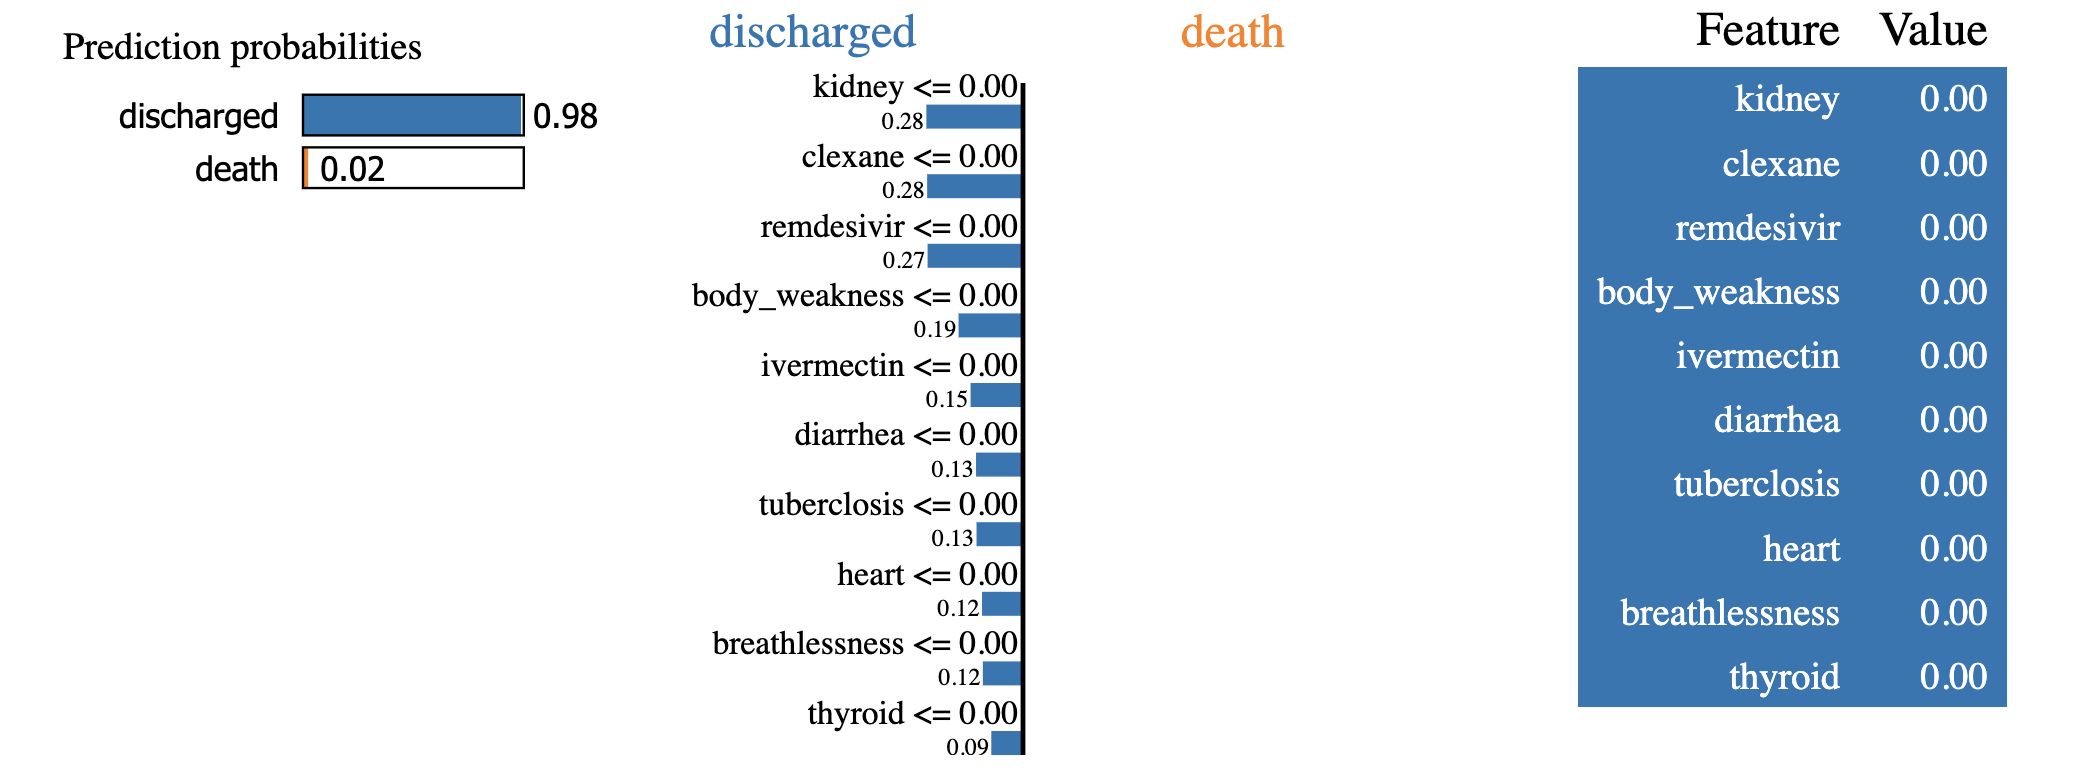 Prediction probabilities
discharged 0.98
death 0.02
discharged death
kidney <= 0.00
0.28
clexane <= 0.00
0.28
remdesivir <= 0.00
0.27
body_weakness <= 0.00
0.19
ivermectin <= 0.00
0.15
diarrhea <= 0.00
0.13
tuberclosis <= 0.00
0.13
heart <= 0.00
0.12
breathlessness <= 0.00
0.12
thyroid <= 0.00
0.09
Feature Value
kidney 0.00
clexane 0.00
remdesivir 0.00
body_weakness 0.00
ivermectin 0.00
diarrhea 0.00
tuberclosis 0.00
heart 0.00
breathlessness 0.00
thyroid 0.00